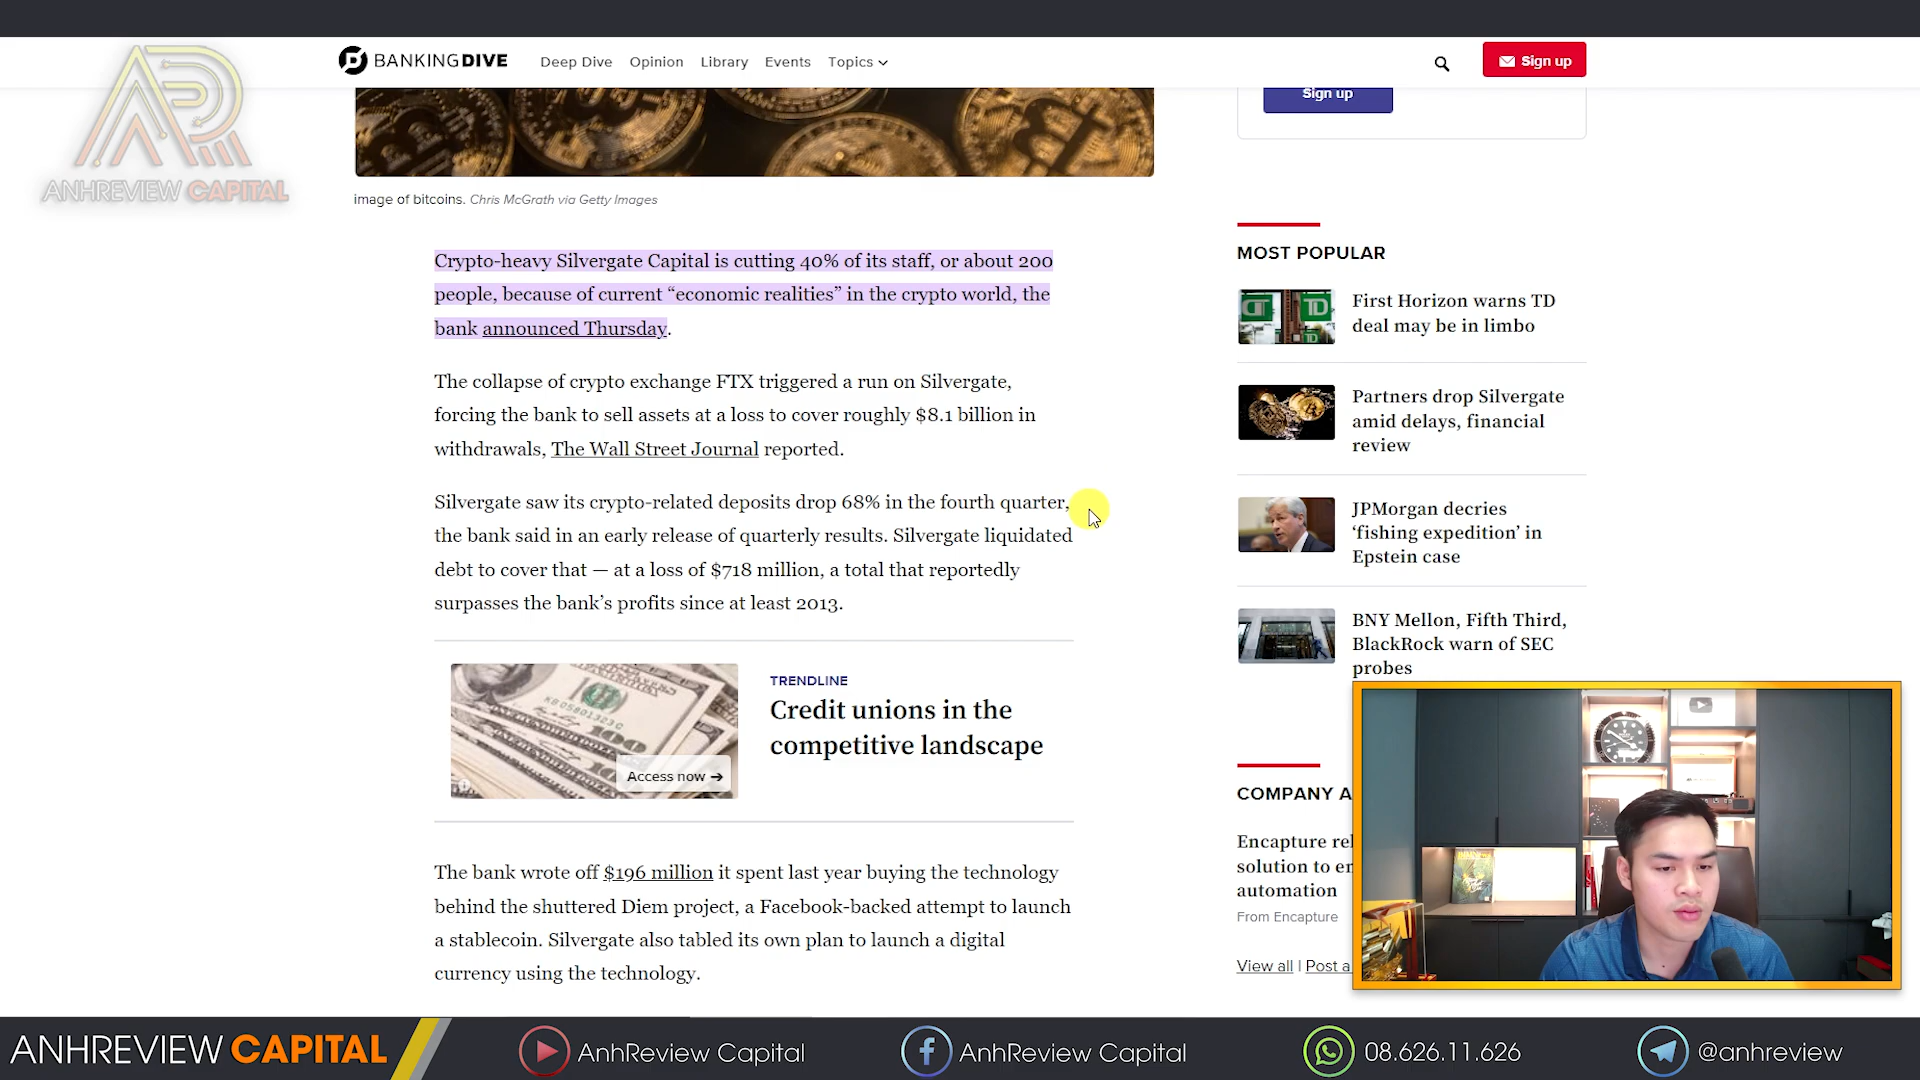 BANKINGDIVE
Deep Dive
Opinion
Library
Events
Topics
Sign up
Sign up
ANHREVIEW CAPITAL
image of bitcoins. Chris McGrath via Getty Images
Crypto-heavy Silvergate Capital is cutting 40% of its staff, or about 200
people, because of current “economic realities” in the crypto world, the
bank announced Thursday.
The collapse of crypto exchange FTX triggered a run on Silvergate,
forcing the bank to sell assets at a loss to cover roughly $8.1 billion in
withdrawals, The Wall Street Journal reported.
Silvergate saw its crypto-related deposits drop 68% in the fourth quarter,
the bank said in an early release of quarterly results. Silvergate liquidated
debt to cover that — at a loss of $718 million, a total that reportedly
surpasses the bank’s profits since at least 2013.
Access now →
TRENDLINE
Credit unions in the
competitive landscape
The bank wrote off $196 million it spent last year buying the technology
behind the shuttered Diem project, a Facebook-backed attempt to launch
a stablecoin. Silvergate also tabled its own plan to launch a digital
currency using the technology.
MOST POPULAR
First Horizon warns TD
deal may be in limbo
Partners drop Silvergate
amid delays, financial
review
JPMorgan decries
‘fishing expedition’ in
Epstein case
BNY Mellon, Fifth Third,
BlackRock warn of SEC
probes
COMPANY A
Encapture rel
solution to en
automation
From Encapture
View all | Post a
ANHREVIEW CAPITAL
AnhReview Capital
AnhReview Capital
08.626.11.626
@anhreview